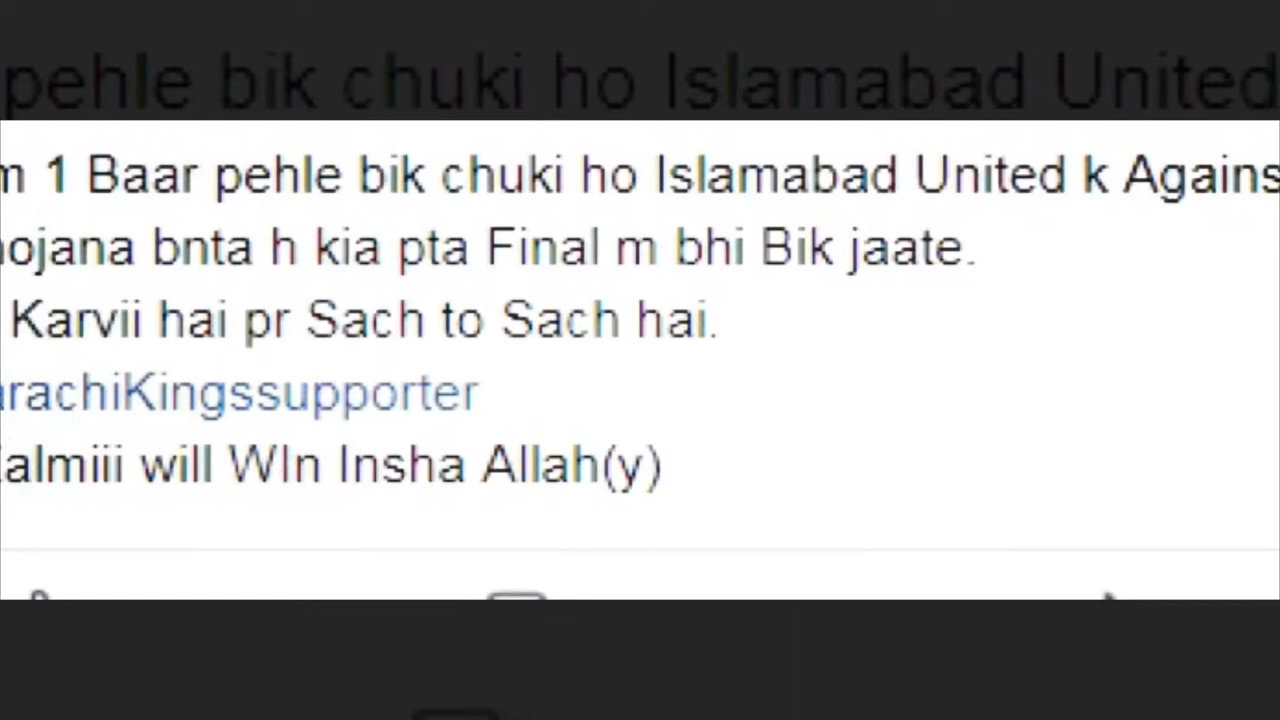 pehle bik chuki ho Islamabad United
m 1 Baar pehle bik chuki ho Islamabad United k Agains
ojana bnta h kia pta Final m bhi Bik jaate.
Karvii hai pr Sach to Sach hai.
arachiKingssupporter
almiii will WIn Insha Allah(y)